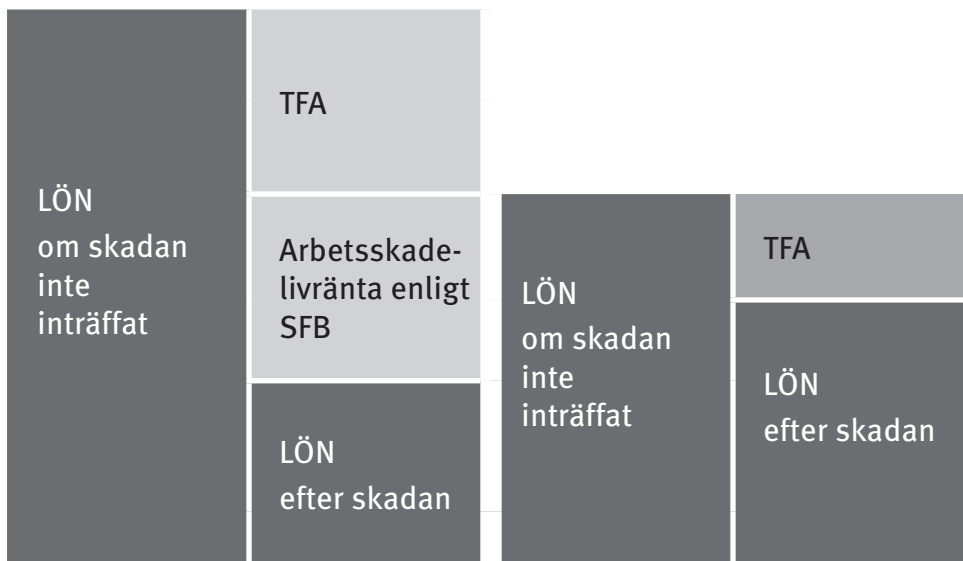 LÖN
om skadan
inte
inträffat
TFA
Arbetsskade-
livränta enligt
SFB
LÖN
efter skadan
LÖN
om skadan
inte
inträffat
TFA
LÖN
efter skadan